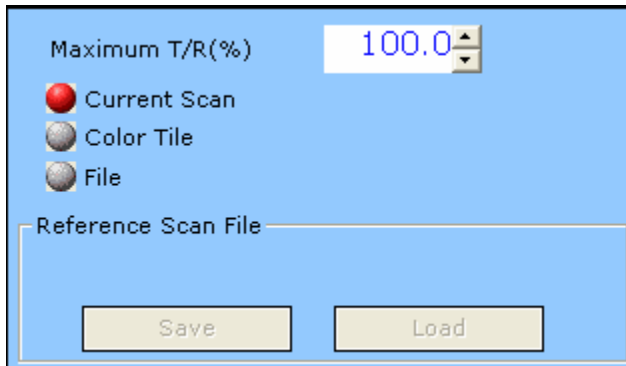 Maximum T/R(%) 100.0
Current Scan
Color Tile
File
Reference Scan File
Save Load